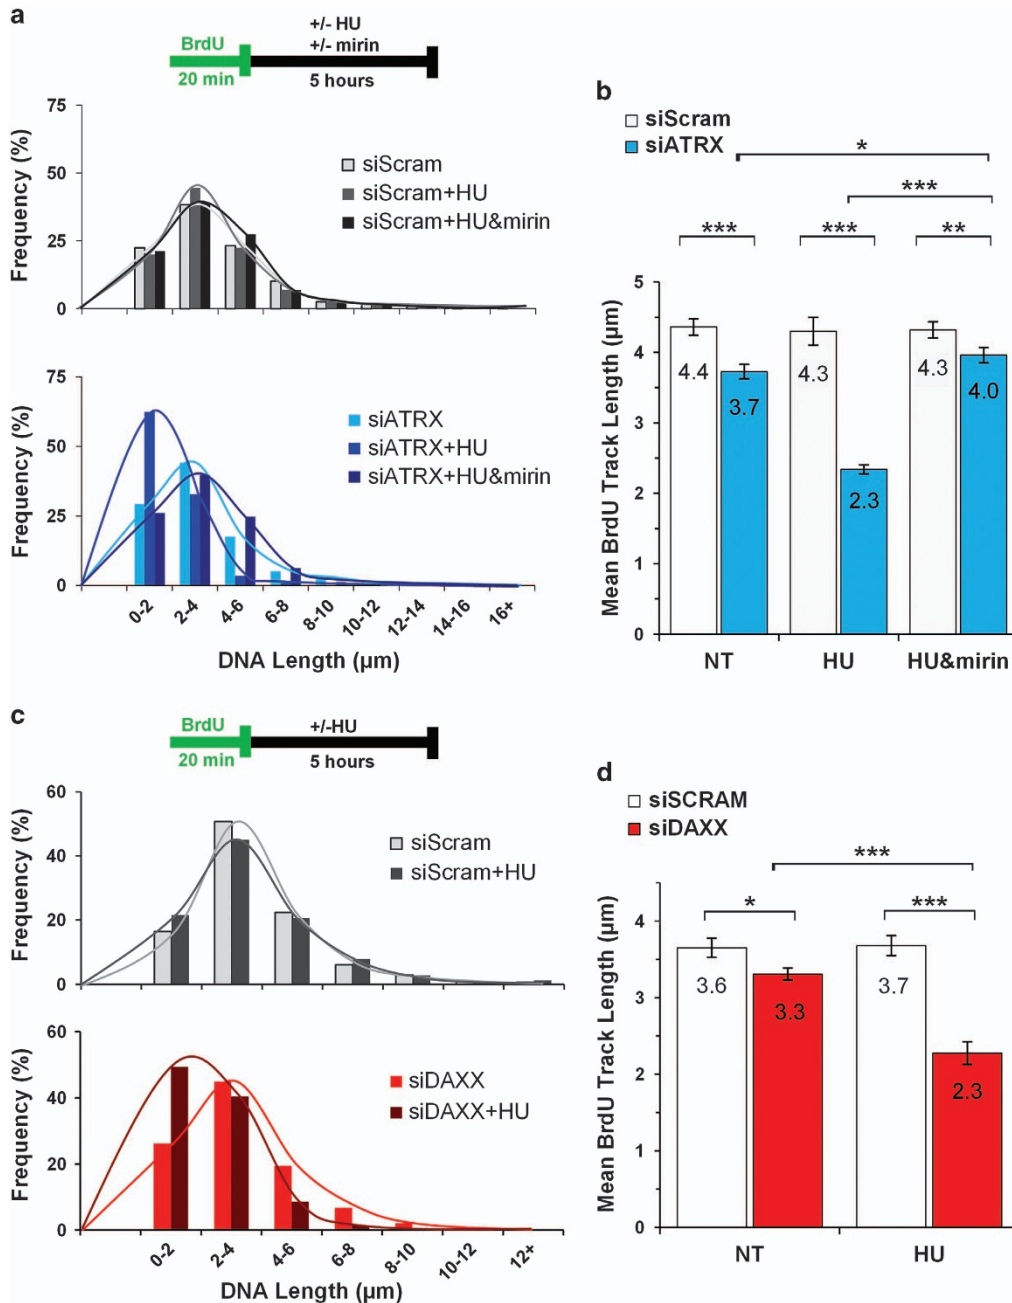 a
BrdU
20 min
+/- HU
+/- mirin
5 hours
Frequency (%)
75
50
25
0
siScram
siScram+HU
siScram+HU&mirin
Frequency (%)
75
50
25
0
siATRX
siATRX+HU
siATRX+HU&mirin
0-2
2-4
4-6
6-8
8-10
10-12
12-14
14-16
16+
DNA Length (µm)
b
siScram
siATRX
*
***
*** *** **
Mean BrdU Track Length (µm)
5
4
3
2
1
0
4.4
3.7
4.3
2.3
4.3
4.0
NT HU HU&mirin
c
BrdU
20 min
+/-HU
5 hours
Frequency (%)
60
40
20
0
siScram
siScram+HU
Frequency (%)
60
40
20
0
siDAXX
siDAXX+HU
0-2
2-4
4-6
6-8
8-10
10-12
12+
DNA Length (µm)
d
siSCRAM
siDAXX
***
* ***
Mean BrdU Track Length (µm)
4
3
2
1
0
3.6
3.3
3.7
2.3
NT HU